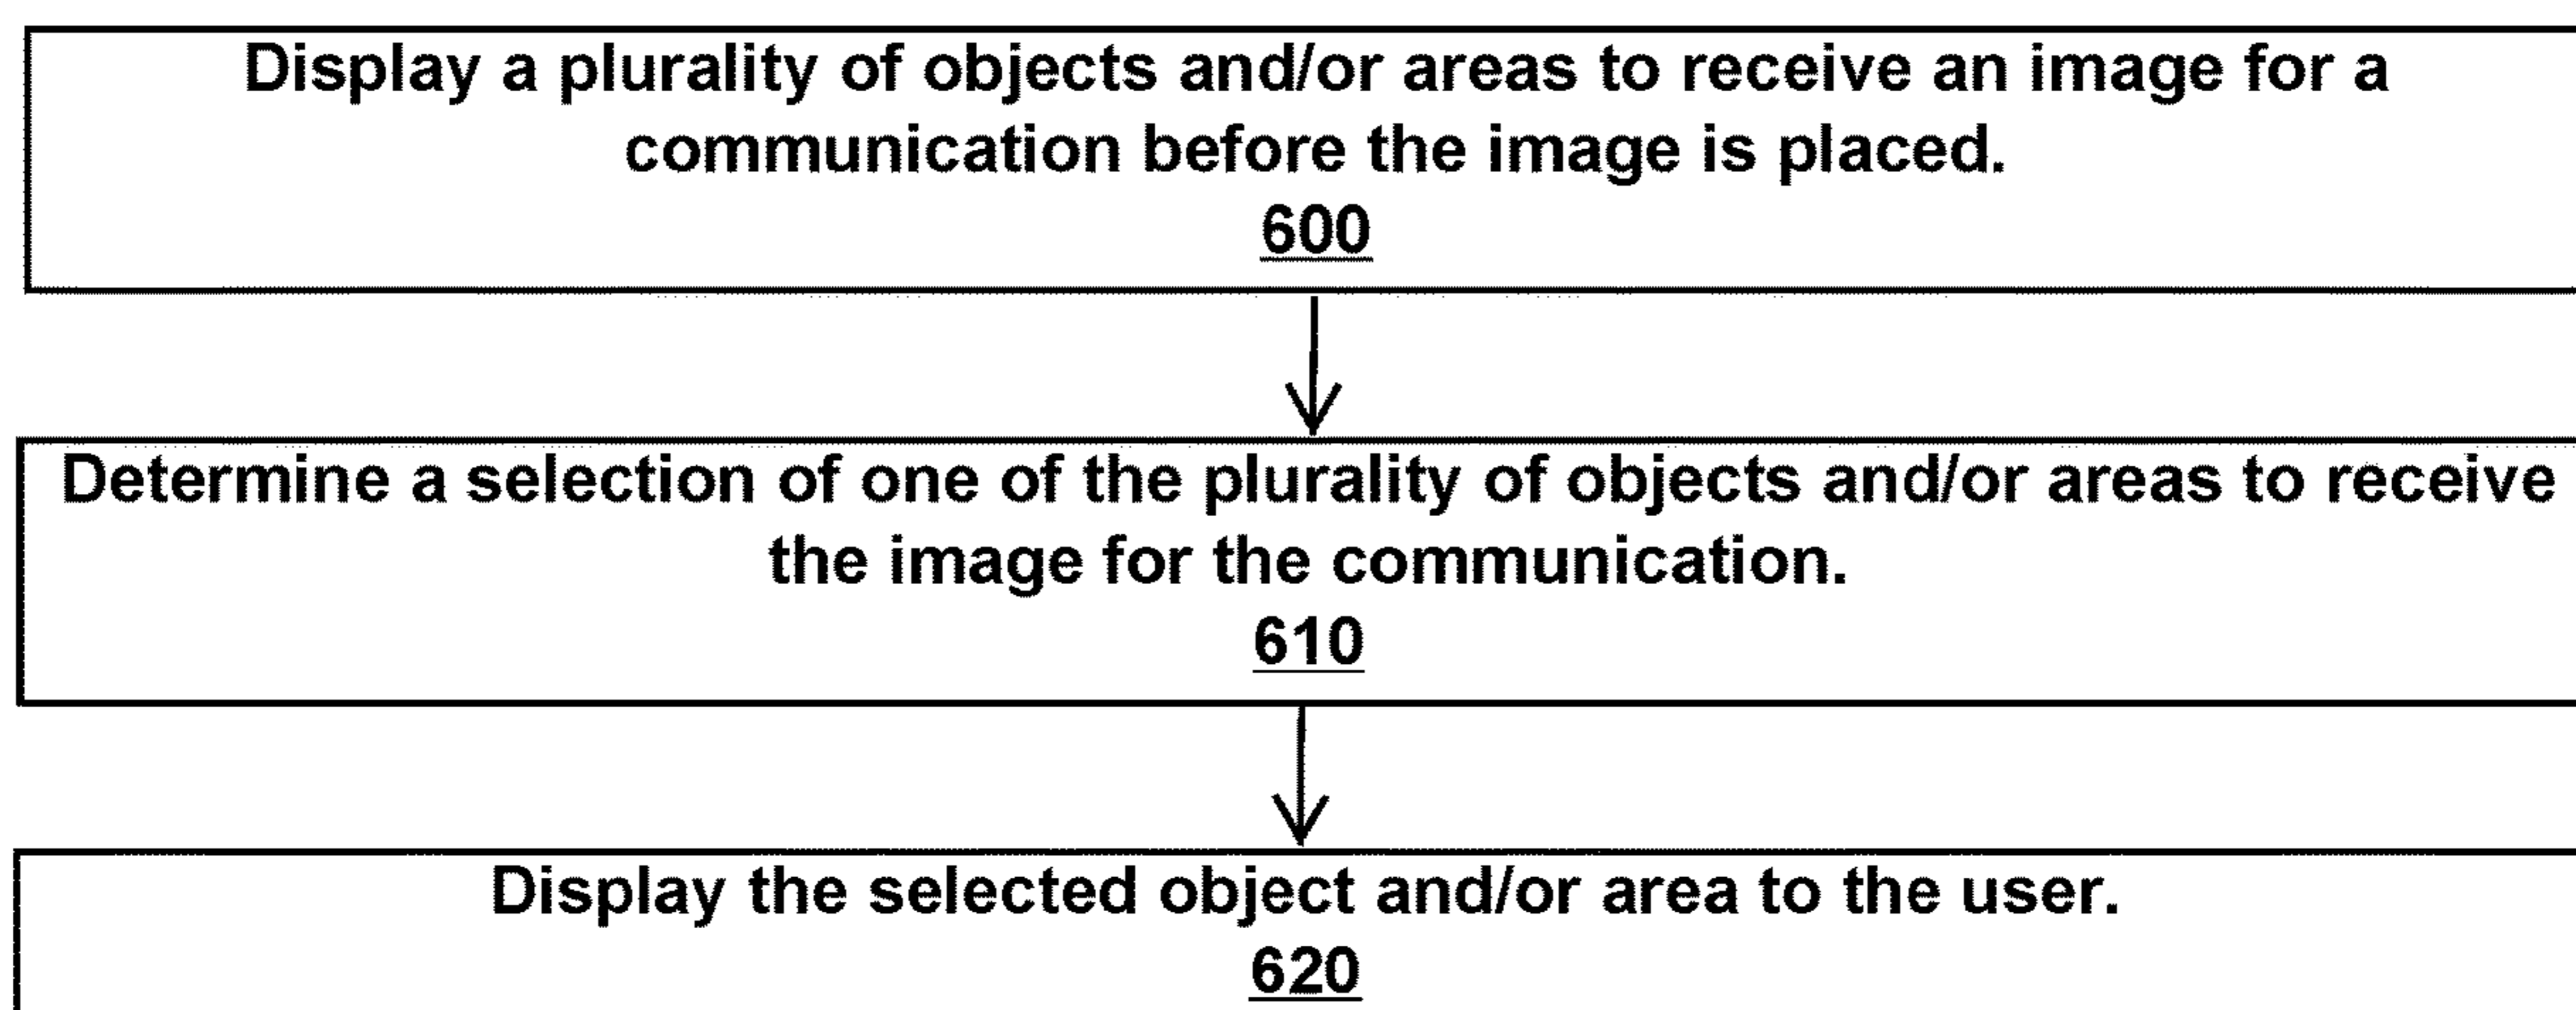 Display a plurality of objects and/or areas to receive an image for a
communication before the image is placed.
600
Determine a selection of one of the plurality of objects and/or areas to receive
the image for the communication.
610
Display the selected object and/or area to the user.
620